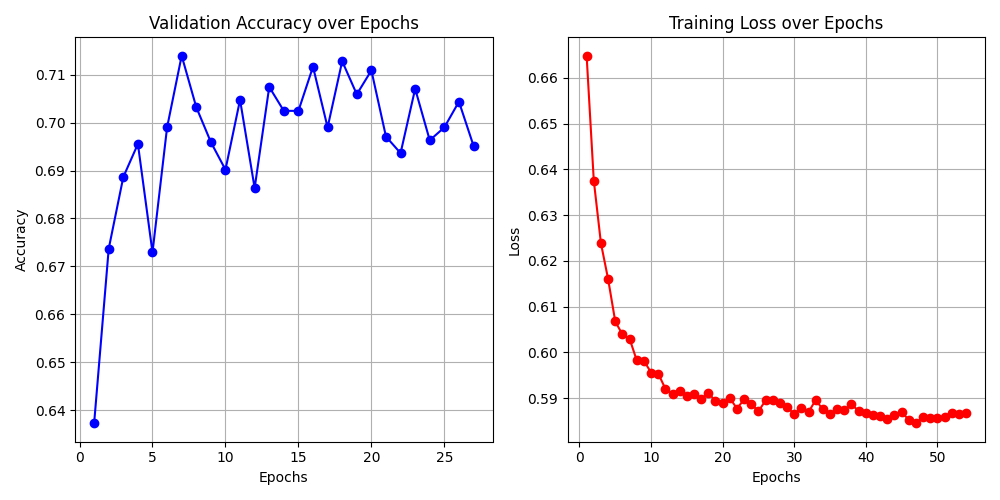 Validation Accuracy over Epochs
Accuracy
0.71
0.70
0.69
0.68
0.67
0.66
0.65
0.64
0 5 10 15 20 25
Epochs
Training Loss over Epochs
Loss
0.66
0.65
0.64
0.63
0.62
0.61
0.60
0.59
0 10 20 30 40 50
Epochs